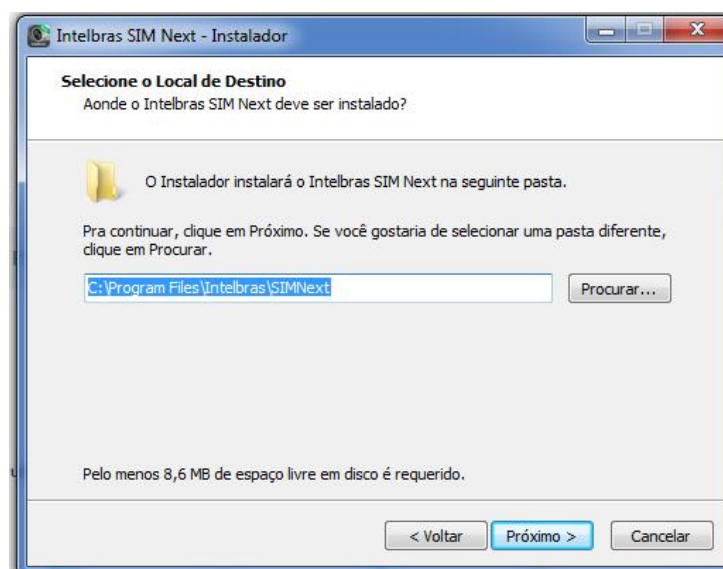 Intelbras SIM Next - Instalador
Selecione o Local de Destino
Aonde o Intelbras SIM Next deve ser instalado?
O Instalador instalará o Intelbras SIM Next na seguinte pasta.
Pra continuar, clique em Próximo. Se você gostaria de selecionar uma pasta diferente,
clique em Procurar.
C:\Program Files\Intelbras\SIMNext
Procurar...
Pelo menos 8,6 MB de espaço livre em disco é requerido.
< Voltar
Próximo >
Cancelar